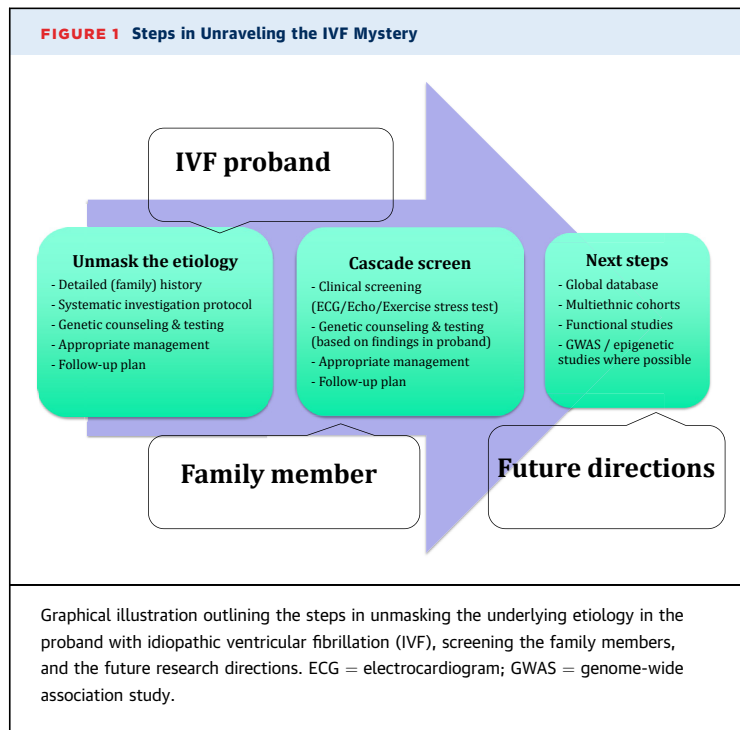 FIGURE 1 Steps in Unraveling the IVF Mystery
IVF proband
Unmask the etiology
- Detailed (family) history
- Systematic investigation protocol
- Genetic counseling & testing
- Appropriate management
- Follow-up plan
Cascade screen
- Clinical screening
(ECG/Echo/Exercise stress test)
- Genetic counseling & testing
(based on findings in proband)
- Appropriate management
- Follow-up plan
Next steps
- Global database
- Multiethnic cohorts
- Functional studies
- GWAS / epigenetic
studies where possible
Family member
Future directions
Graphical illustration outlining the steps in unmasking the underlying etiology in the
proband with idiopathic ventricular fibrillation (IVF), screening the family members,
and the future research directions. ECG = electrocardiogram; GWAS = genome-wide
association study.